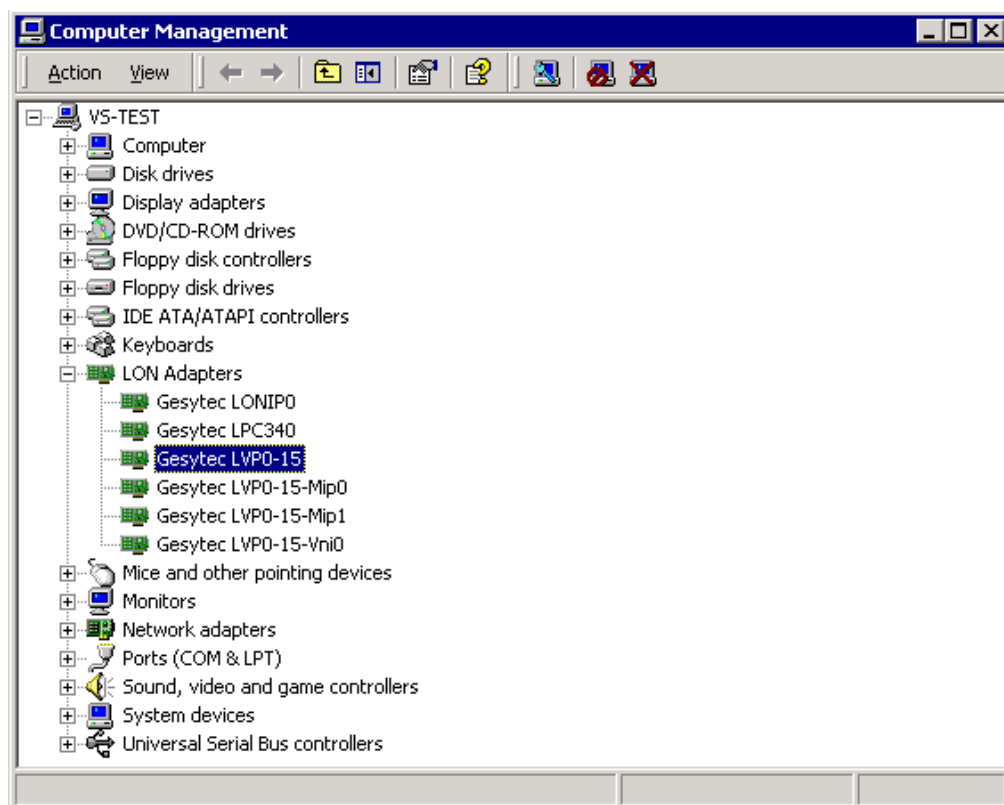 Computer Management
Action View
VS-TEST
Computer
Disk drives
Display adapters
DVD/CD-ROM drives
Floppy disk controllers
Floppy disk drives
IDE ATA/ATAPI controllers
Keyboards
LON Adapters
Gesytec LONIP0
Gesytec LPC340
Gesytec LVP0-15
Gesytec LVP0-15-Mip0
Gesytec LVP0-15-Mip1
Gesytec LVP0-15-Vni0
Mice and other pointing devices
Monitors
Network adapters
Ports (COM & LPT)
Sound, video and game controllers
System devices
Universal Serial Bus controllers